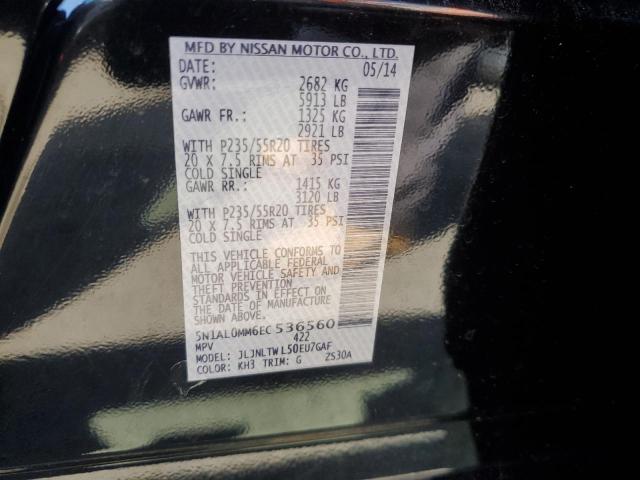 MFD BY NISSAN MOTOR CO., LTD.
DATE: 05/14
GVWR: 2682 KG
5913 LB
GAWR FR.: 1325 KG
2921 LB
WITH P235/55R20 TIRES
20 X 7.5 RIMS AT 35 PSI
COLD SINGLE
GAWR RR.: 1415 KG
3120 LB
WITH P235/55R20 TIRES
20 X 7.5 RIMS AT 35 PSI
COLD SINGLE
THIS VEHICLE CONFORMS TO
ALL APPLICABLE FEDERAL
MOTOR VEHICLE SAFETY AND
THEFT PREVENTION
STANDARDS IN EFFECT ON
THE DATE OF MANUFACTURE
SHOWN ABOVE.
5N1AL0MM6EC 536560
MPV 422
MODEL: JLJNLTWL50EU7GAF
COLOR: KH3 TRIM: G ZS30A